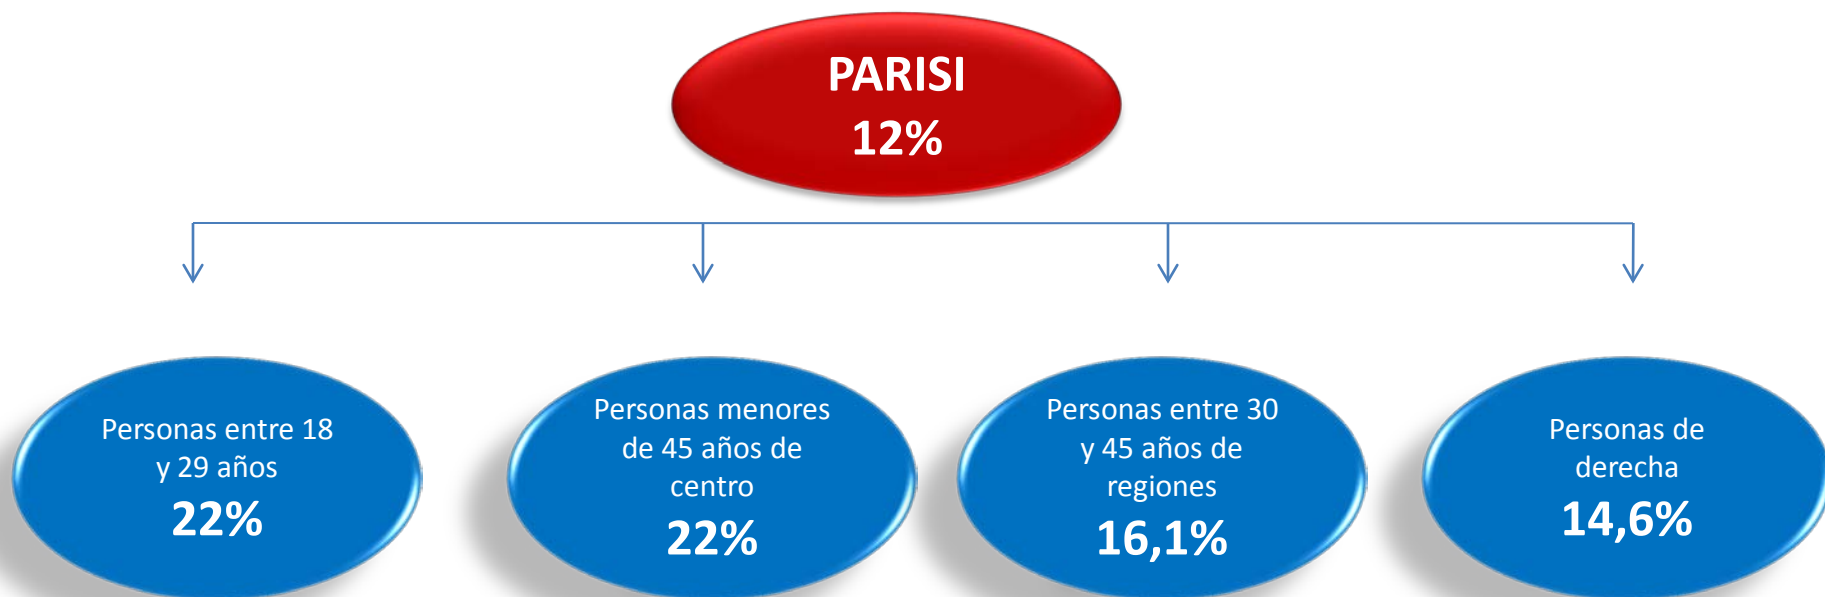 PARISI
12%
Personas entre 18
y 29 años
22%
Personas menores
de 45 años de
centro
22%
Personas entre 30
y 45 años de
regiones
16,1%
Personas de
derecha
14,6%